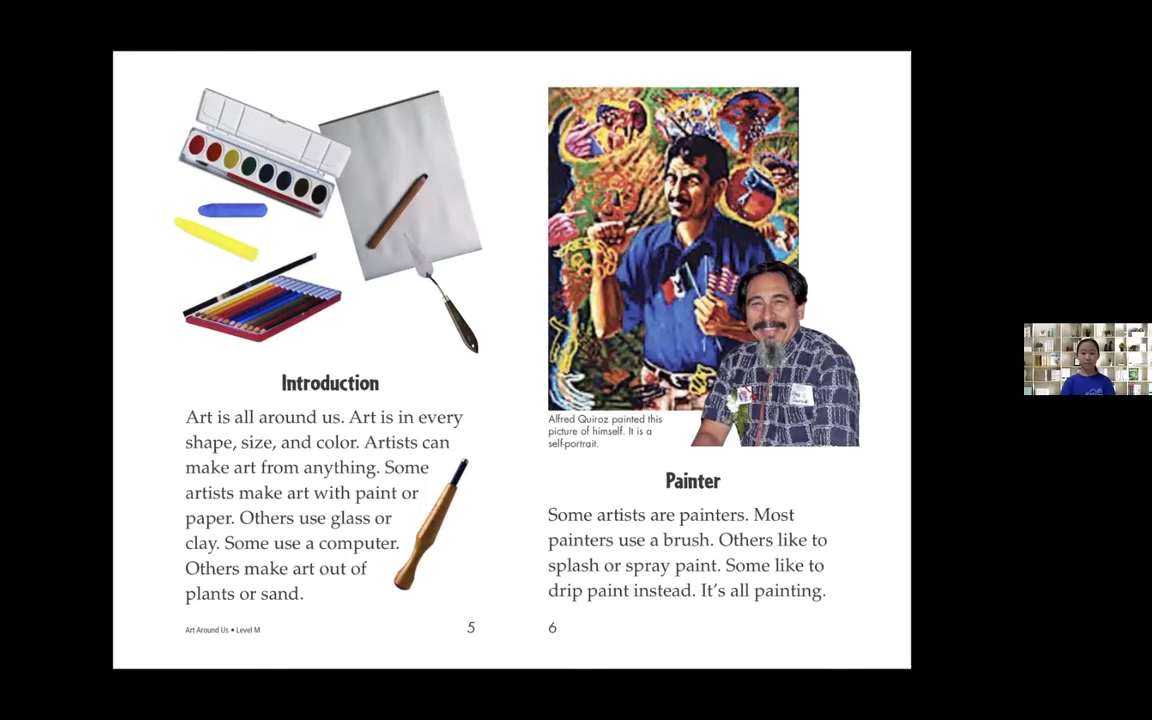 Introduction
Art is all around us. Art is in every
shape, size, and color. Artists can
make art from anything. Some
artists make art with paint or
paper. Others use glass or
clay. Some use a computer.
Others make art out of
plants or sand.
Art Around Us • Level M
5
Alfred Quiroz painted this
picture of himself. It is a
self-portrait.
Painter
Some artists are painters. Most
painters use a brush. Others like to
splash or spray paint. Some like to
drip paint instead. It's all painting.
6